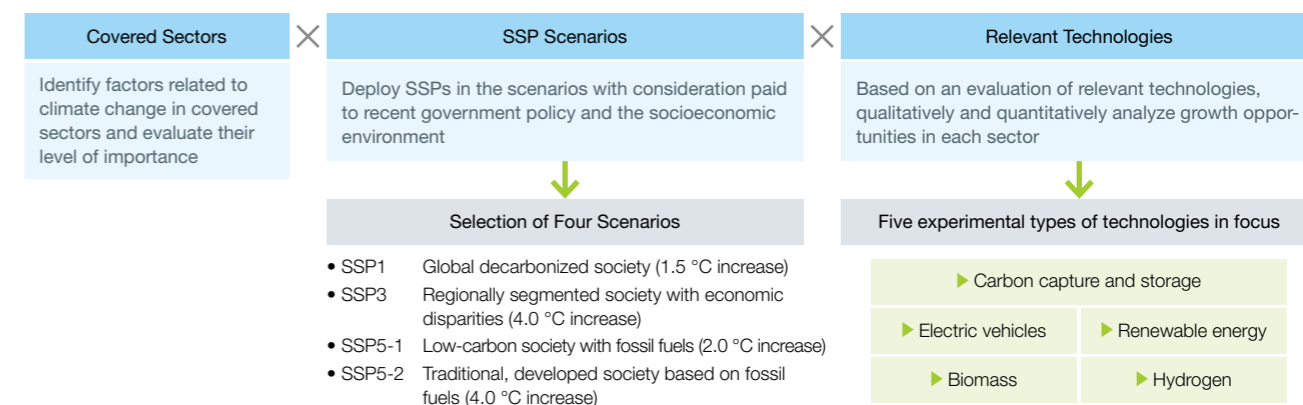 Covered Sectors
Identify factors related to
climate change in covered
sectors and evaluate their
level of importance
×
SSP Scenarios
Deploy SSPs in the scenarios with consideration paid
to recent government policy and the socioeconomic
environment
×
Relevant Technologies
Based on an evaluation of relevant technologies,
qualitatively and quantitatively analyze growth oppor-
tunities in each sector
Selection of Four Scenarios
• SSP1 Global decarbonized society (1.5 °C increase)
• SSP3 Regionally segmented society with economic
disparities (4.0 °C increase)
• SSP5-1 Low-carbon society with fossil fuels (2.0 °C increase)
• SSP5-2 Traditional, developed society based on fossil
fuels (4.0 °C increase)
Five experimental types of technologies in focus
Carbon capture and storage
Electric vehicles
Renewable energy
Biomass
Hydrogen